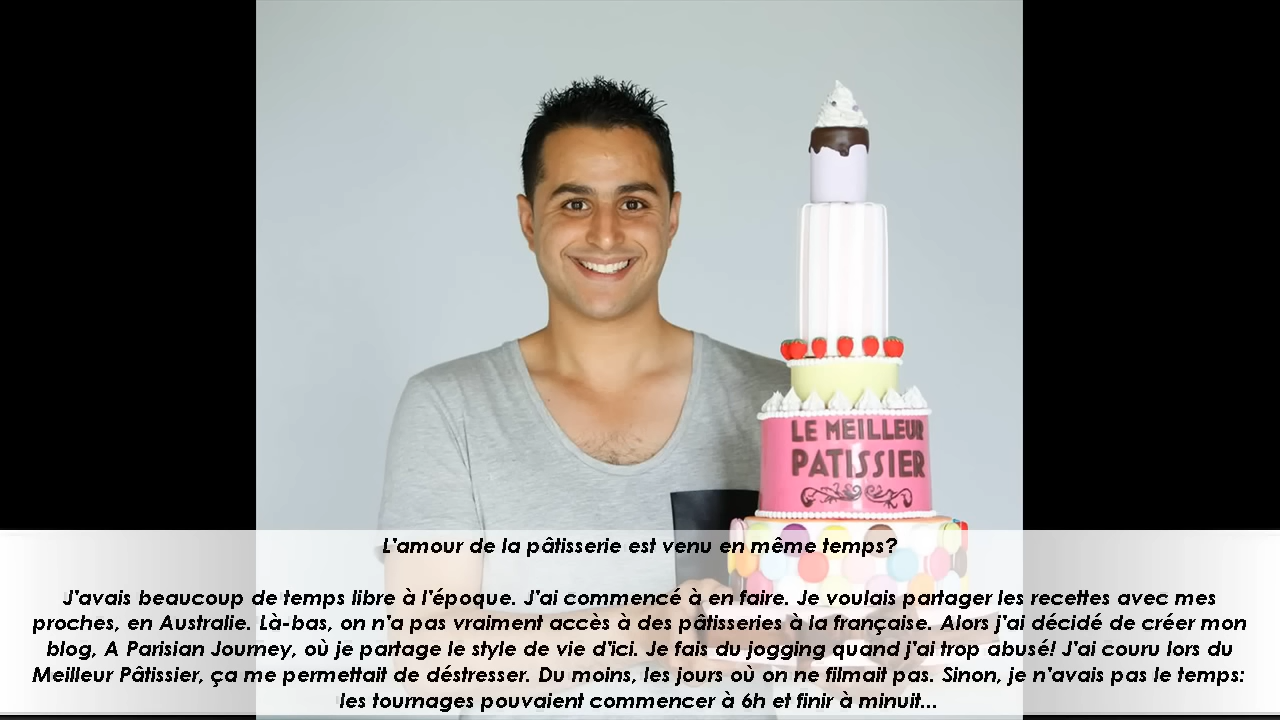 LE MEILLEUR
PATISSIER
L'amour de la pâtisserie est venu en même temps?
J'avais beaucoup de temps libre à l'époque. J'ai commencé à en faire. Je voulais partager les recettes avec mes
proches, en Australie. Là-bas, on n'a pas vraiment accès à des pâtisseries à la française. Alors j'ai décidé de créer mon
blog, A Parisian Journey, où je partage le style de vie d'ici. Je fais du jogging quand j'ai trop abusé! J'ai couru lors du
Meilleur Pâtissier, ça me permettait de déstresser. Du moins, les jours où on ne filmait pas. Sinon, je n'avais pas le temps:
les tournages pouvaient commencer à 6h et finir à minuit...